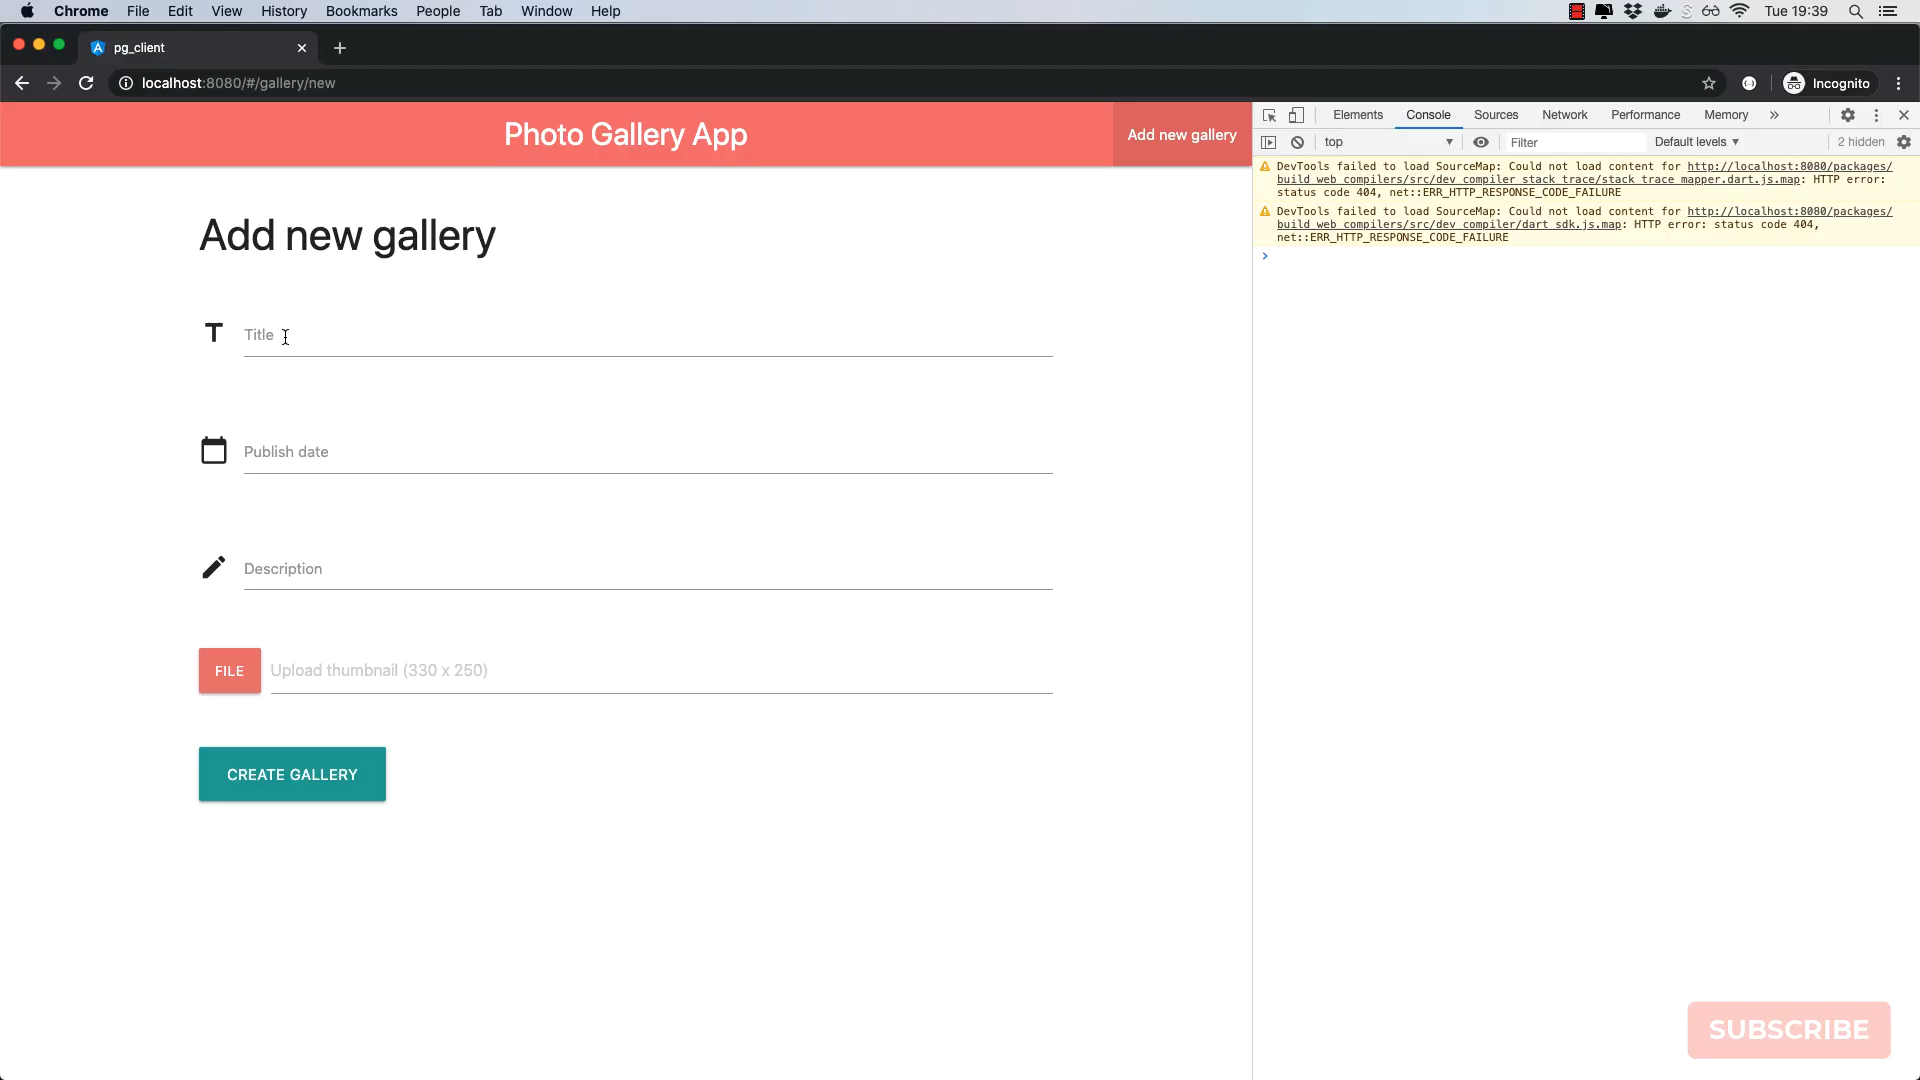 Chrome File Edit View History Bookmarks People Tab Window Help Tue 19:39
pg_client
localhost:8080/#/gallery/new Incognito
Photo Gallery App
Add new gallery
Elements Console Sources Network Performance Memory
top Filter Default levels 2 hidden
DevTools failed to load SourceMap: Could not load content for http://localhost:8080/packages/
build_web_compilers/src/dev_compiler_stack_trace/stack_trace_mapper.dart.js.map: HTTP error:
status code 404, net::ERR_HTTP_RESPONSE_CODE_FAILURE
DevTools failed to load SourceMap: Could not load content for http://localhost:8080/packages/
build_web_compilers/src/dev_compiler/dart_sdk.js.map: HTTP error: status code 404,
net::ERR_HTTP_RESPONSE_CODE_FAILURE
Add new gallery
T Title
Publish date
Description
FILE Upload thumbnail (330 x 250)
CREATE GALLERY
SUBSCRIBE